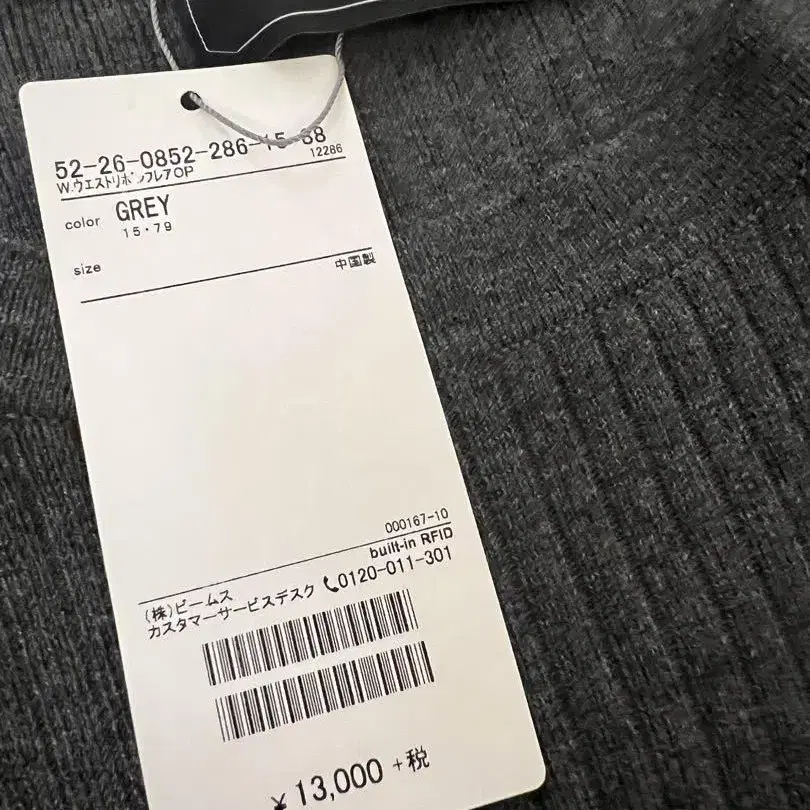 52-26-0852-286-15-88
W.ウエストリボンフレアOP
12286
color GREY
15・79
size
中国製
000167-10
built-in RFID
(株)ビームス
カスタマーサービスデスク 📞0120-011-301
¥13,000+税